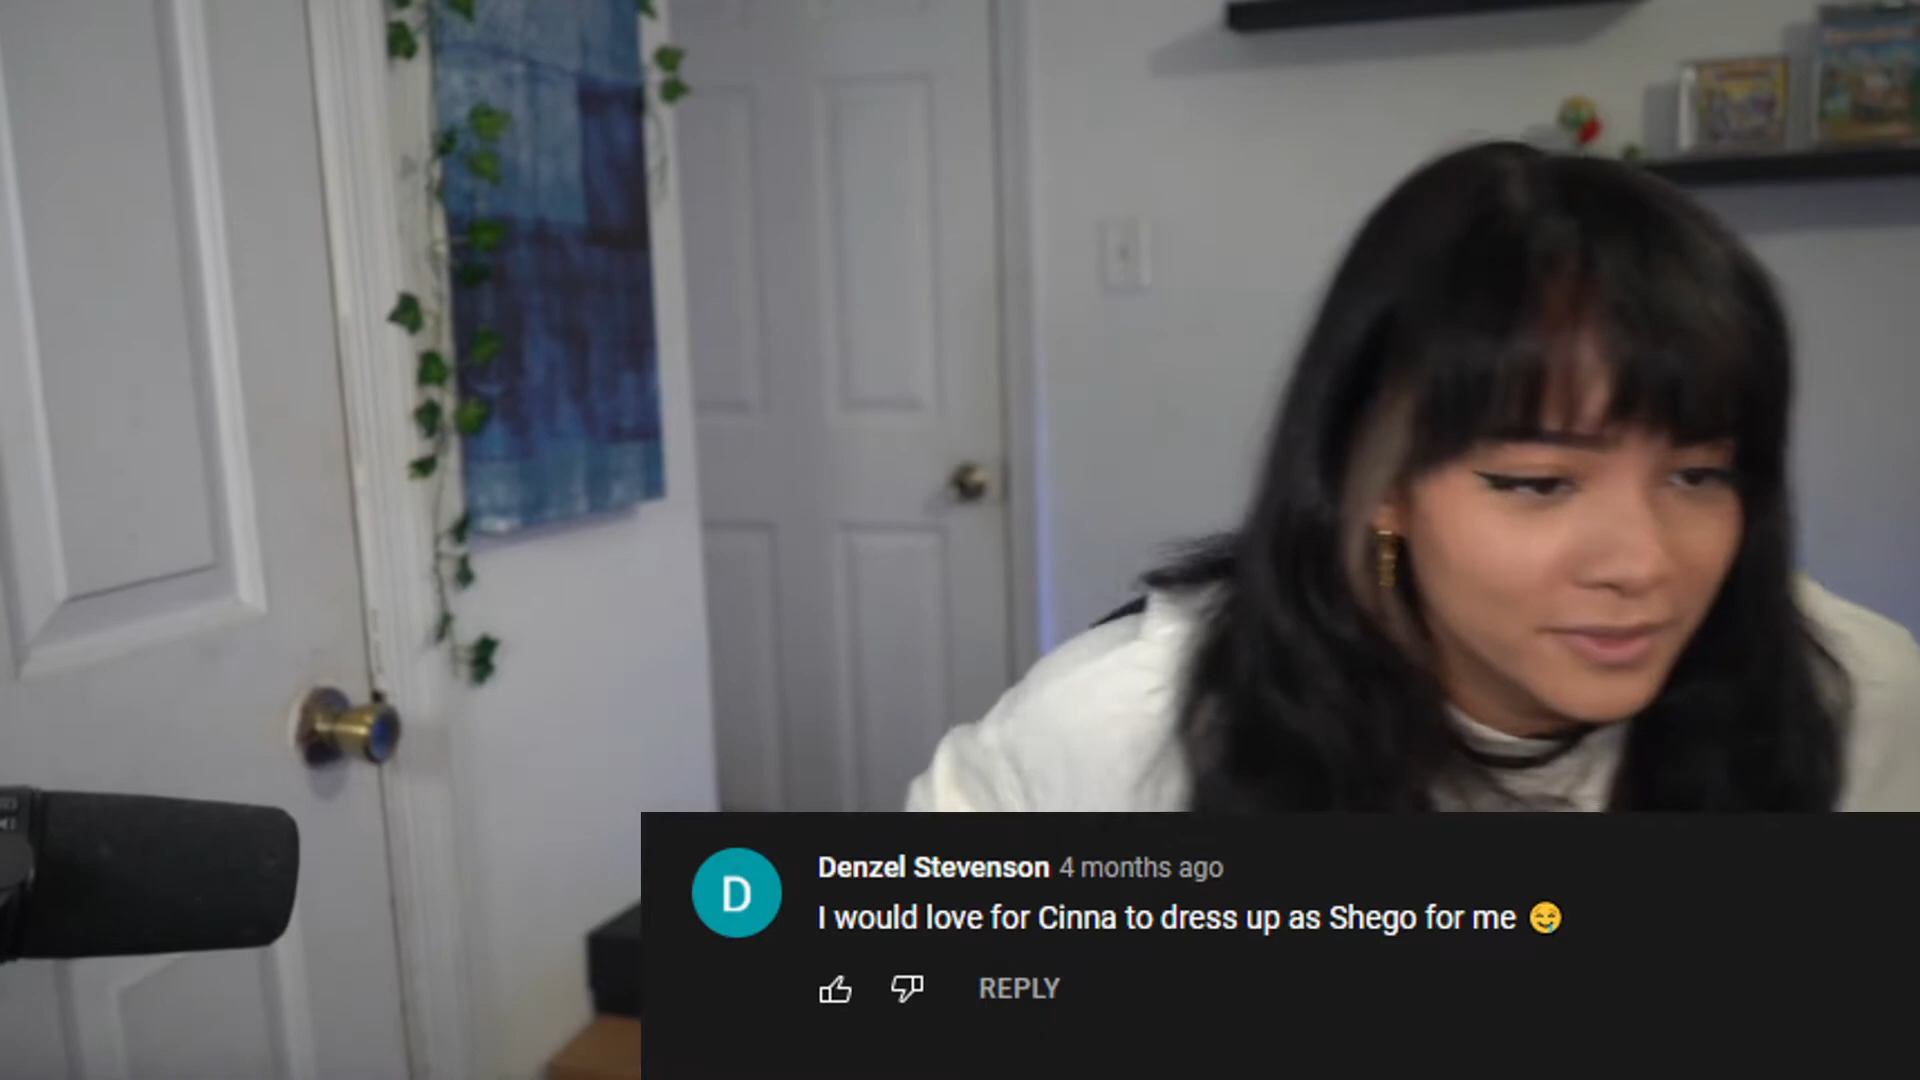 D
Denzel Stevenson 4 months ago
I would love for Cinna to dress up as Shego for me 🤤
REPLY